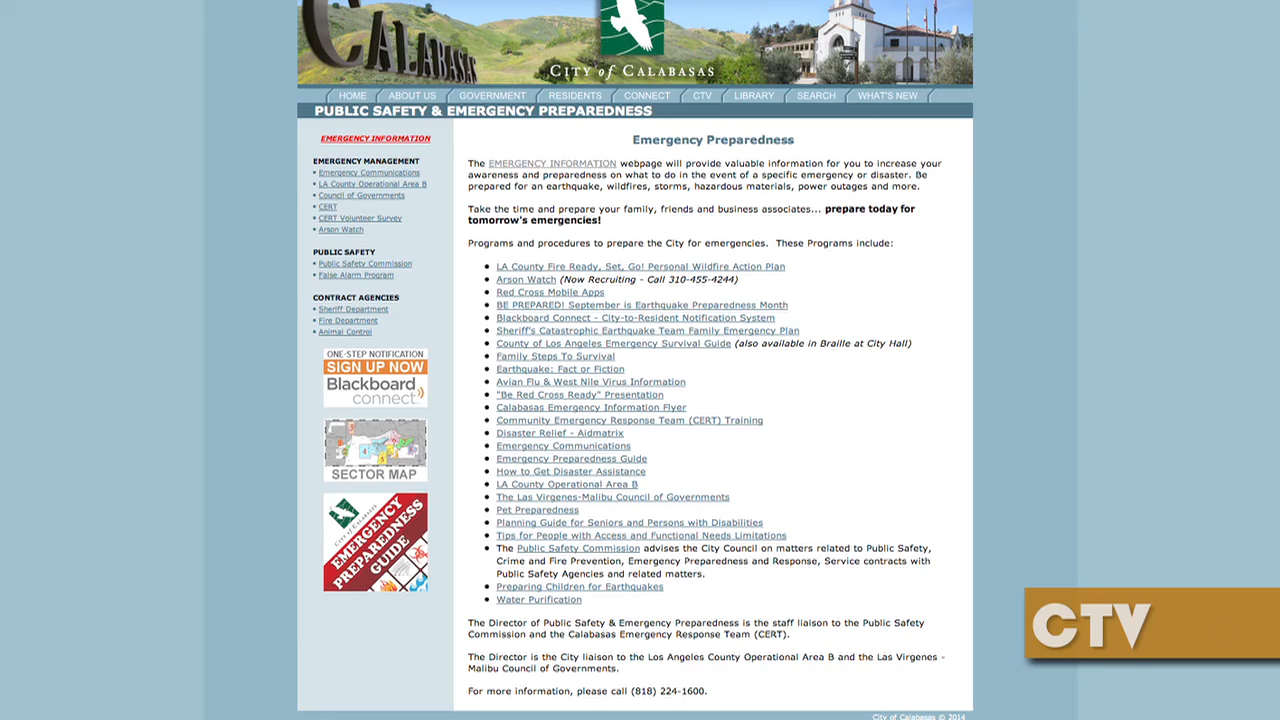 CALABASAS
CITY of CALABASAS
HOME ABOUT US GOVERNMENT RESIDENTS CONNECT CTV LIBRARY SEARCH WHAT'S NEW
PUBLIC SAFETY & EMERGENCY PREPAREDNESS
EMERGENCY INFORMATION
EMERGENCY MANAGEMENT
• Emergency Communications
• LA County Operational Area B
• Council of Governments
• CERT
• CERT Volunteer Survey
• Arson Watch
PUBLIC SAFETY
• Public Safety Commission
• False Alarm Program
CONTRACT AGENCIES
• Sheriff Department
• Fire Department
• Animal Control
ONE-STEP NOTIFICATION
SIGN UP NOW
Blackboard
connect
SECTOR MAP
CITY of CALABASAS
EMERGENCY
PREPAREDNESS
GUIDE
Emergency Preparedness
The EMERGENCY INFORMATION webpage will provide valuable information for you to increase your
awareness and preparedness on what to do in the event of a specific emergency or disaster. Be
prepared for an earthquake, wildfires, storms, hazardous materials, power outages and more.
Take the time and prepare your family, friends and business associates... prepare today for
tomorrow's emergencies!
Programs and procedures to prepare the City for emergencies. These Programs include:
• LA County Fire Ready, Set, Go! Personal Wildfire Action Plan
• Arson Watch (Now Recruiting - Call 310-455-4244)
• Red Cross Mobile Apps
• BE PREPARED! September is Earthquake Preparedness Month
• Blackboard Connect - City-to-Resident Notification System
• Sheriff's Catastrophic Earthquake Team Family Emergency Plan
• County of Los Angeles Emergency Survival Guide (also available in Braille at City Hall)
• Family Steps To Survival
• Earthquake: Fact or Fiction
• Avian Flu & West Nile Virus Information
• "Be Red Cross Ready" Presentation
• Calabasas Emergency Information Flyer
• Community Emergency Response Team (CERT) Training
• Disaster Relief - Aidmatrix
• Emergency Communications
• Emergency Preparedness Guide
• How to Get Disaster Assistance
• LA County Operational Area B
• The Las Virgenes-Malibu Council of Governments
• Pet Preparedness
• Planning Guide for Seniors and Persons with Disabilities
• Tips for People with Access and Functional Needs Limitations
• The Public Safety Commission advises the City Council on matters related to Public Safety,
Crime and Fire Prevention, Emergency Preparedness and Response, Service contracts with
Public Safety Agencies and related matters.
• Preparing Children for Earthquakes
• Water Purification
The Director of Public Safety & Emergency Preparedness is the staff liaison to the Public Safety
Commission and the Calabasas Emergency Response Team (CERT).
The Director is the City liaison to the Los Angeles County Operational Area B and the Las Virgenes -
Malibu Council of Governments.
For more information, please call (818) 224-1600.
City of Calabasas © 2014
CTV